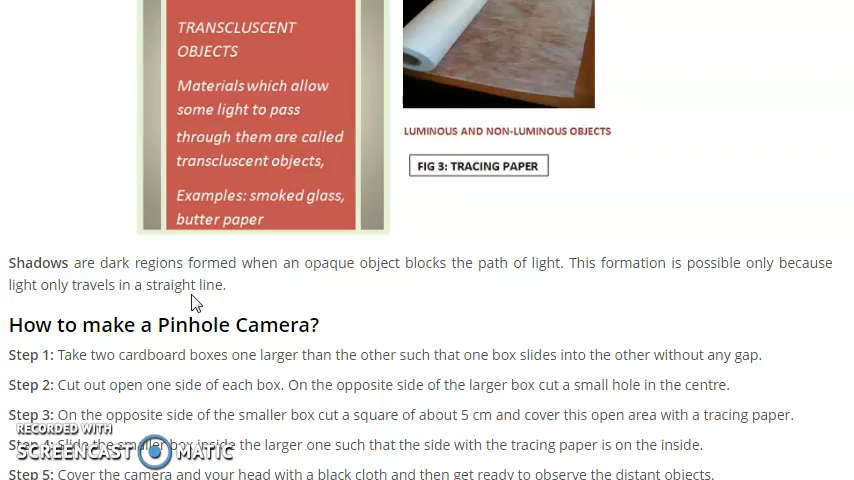 TRANSCLUSCENT
OBJECTS
Materials which allow
some light to pass
through them are called
transcluscent objects,
Examples: smoked glass,
butter paper
LUMINOUS AND NON-LUMINOUS OBJECTS
FIG 3: TRACING PAPER
Shadows are dark regions formed when an opaque object blocks the path of light. This formation is possible only because
light only travels in a straight line.
How to make a Pinhole Camera?
Step 1: Take two cardboard boxes one larger than the other such that one box slides into the other without any gap.
Step 2: Cut out open one side of each box. On the opposite side of the larger box cut a small hole in the centre.
Step 3: On the opposite side of the smaller box cut a square of about 5 cm and cover this open area with a tracing paper.
Step 4: Slide the smaller box inside the larger one such that the side with the tracing paper is on the inside.
Step 5: Cover the camera and your head with a black cloth and then get ready to observe the distant objects.
RECORDED WITH
SCREENCAST MATIC